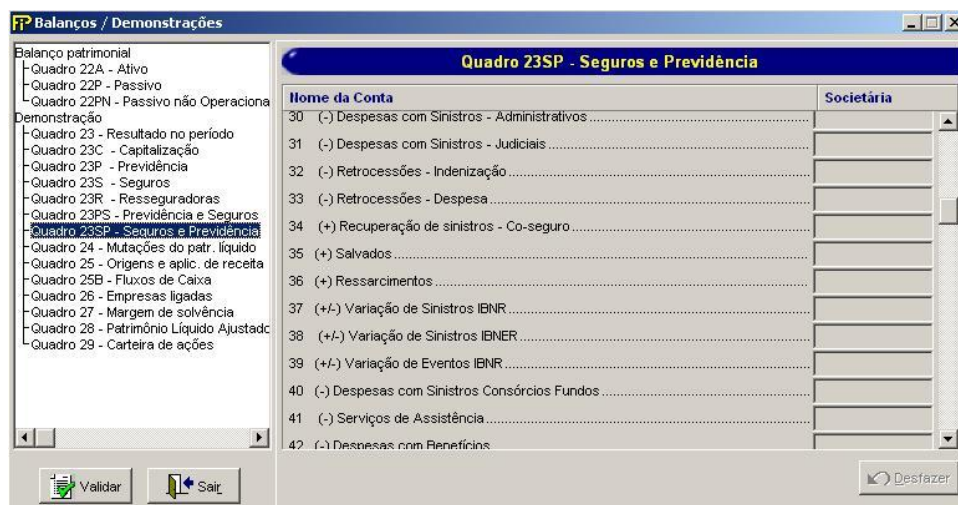 FIP Balanços / Demonstrações
Balanço patrimonial
Quadro 22A - Ativo
Quadro 22P - Passivo
Quadro 22PN - Passivo não Operaciona
Demonstração
Quadro 23 - Resultado no período
Quadro 23C - Capitalização
Quadro 23P - Previdência
Quadro 23S - Seguros
Quadro 23R - Resseguradoras
Quadro 23PS - Previdência e Seguros
Quadro 23SP - Seguros e Previdência
Quadro 24 - Mutações do patr. líquido
Quadro 25 - Origens e aplic. de receita
Quadro 25B - Fluxos de Caixa
Quadro 26 - Empresas ligadas
Quadro 27 - Margem de solvência
Quadro 28 - Patrimônio Líquido Ajustado
Quadro 29 - Carteira de ações
Validar
Sair
Quadro 23SP - Seguros e Previdência
Nome da Conta Societária
30 (-) Despesas com Sinistros - Administrativos
31 (-) Despesas com Sinistros - Judiciais
32 (-) Retrocessões - Indenização
33 (-) Retrocessões - Despesa
34 (+) Recuperação de sinistros - Co-seguro
35 (+) Salvados
36 (+) Ressarcimentos
37 (+/-) Variação de Sinistros IBNR
38 (+/-) Variação de Sinistros IBNER
39 (+/-) Variação de Eventos IBNR
40 (-) Despesas com Sinistros Consórcios Fundos
41 (-) Serviços de Assistência
42 (-) Despesas com Benefícios
Desfazer